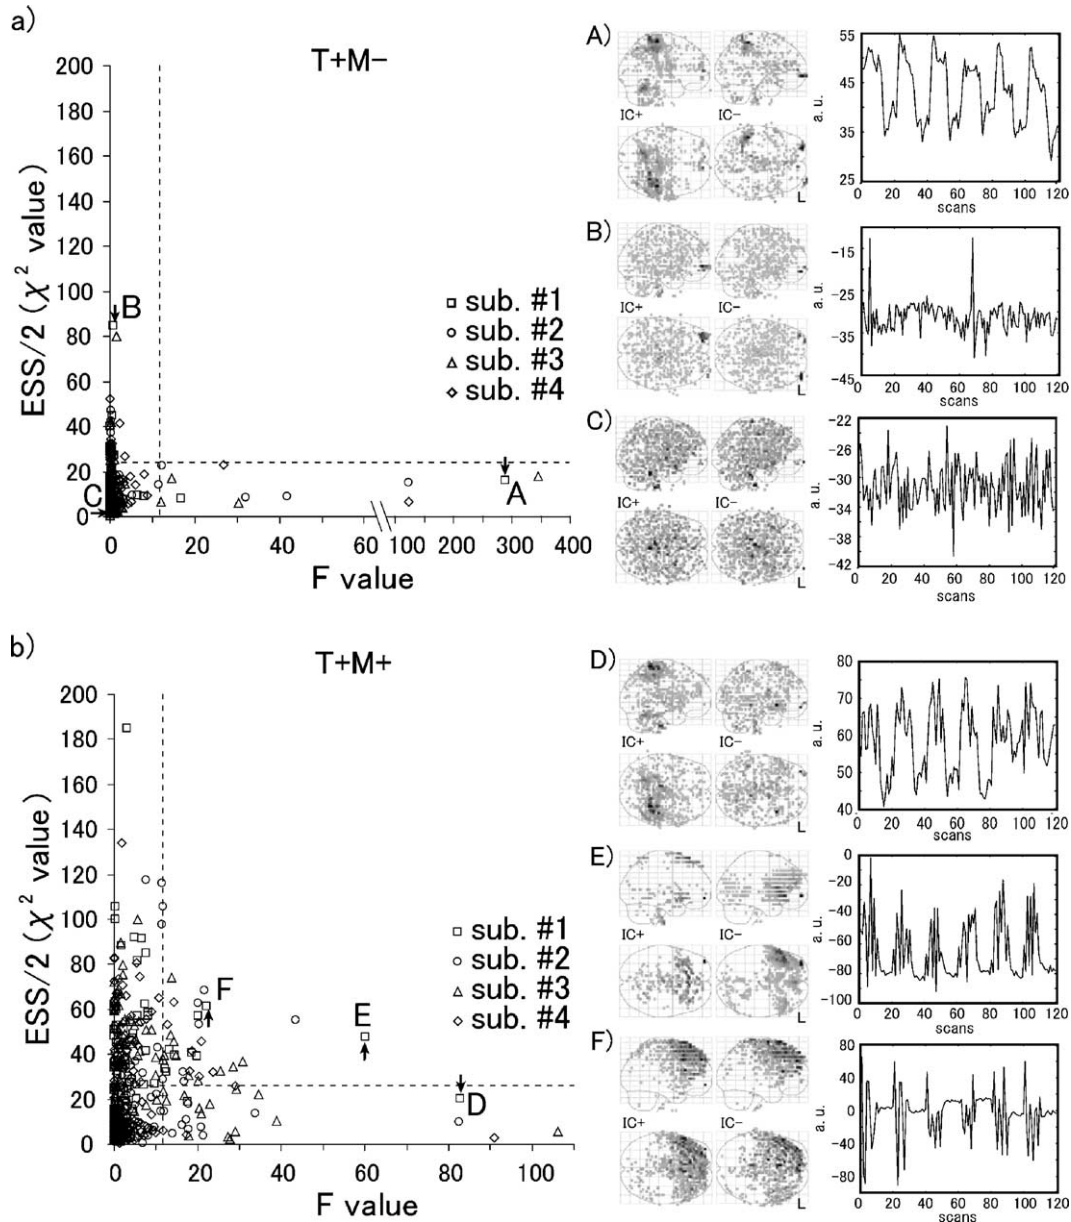 a)
T+M−
ESS/2 (χ² value)
200
180
160
140
120
100
80
60
40
20
0
B
C
A
□ sub. #1
○ sub. #2
△ sub. #3
◇ sub. #4
0 20 40 60 100 200 300 400
F value
A)
IC+ IC−
L
a. u.
55
45
35
25
0 20 40 60 80 100 120
scans
B)
IC+ IC−
L
a. u.
-15
-25
-35
-45
0 20 40 60 80 100 120
scans
C)
IC+ IC−
L
a. u.
-22
-26
-30
-34
-38
-42
0 20 40 60 80 100 120
scans
b)
T+M+
ESS/2 (χ² value)
200
180
160
140
120
100
80
60
40
20
0
F
E
D
□ sub. #1
○ sub. #2
△ sub. #3
◇ sub. #4
0 20 40 60 80 100
F value
D)
IC+ IC−
L
a. u.
80
70
60
50
40
0 20 40 60 80 100 120
scans
E)
IC+ IC−
L
a. u.
-0
-40
-60
-80
-100
0 20 40 60 80 100 120
scans
F)
IC+ IC−
L
a. u.
80
40
0
-40
-80
0 20 40 60 80 100 120
scans